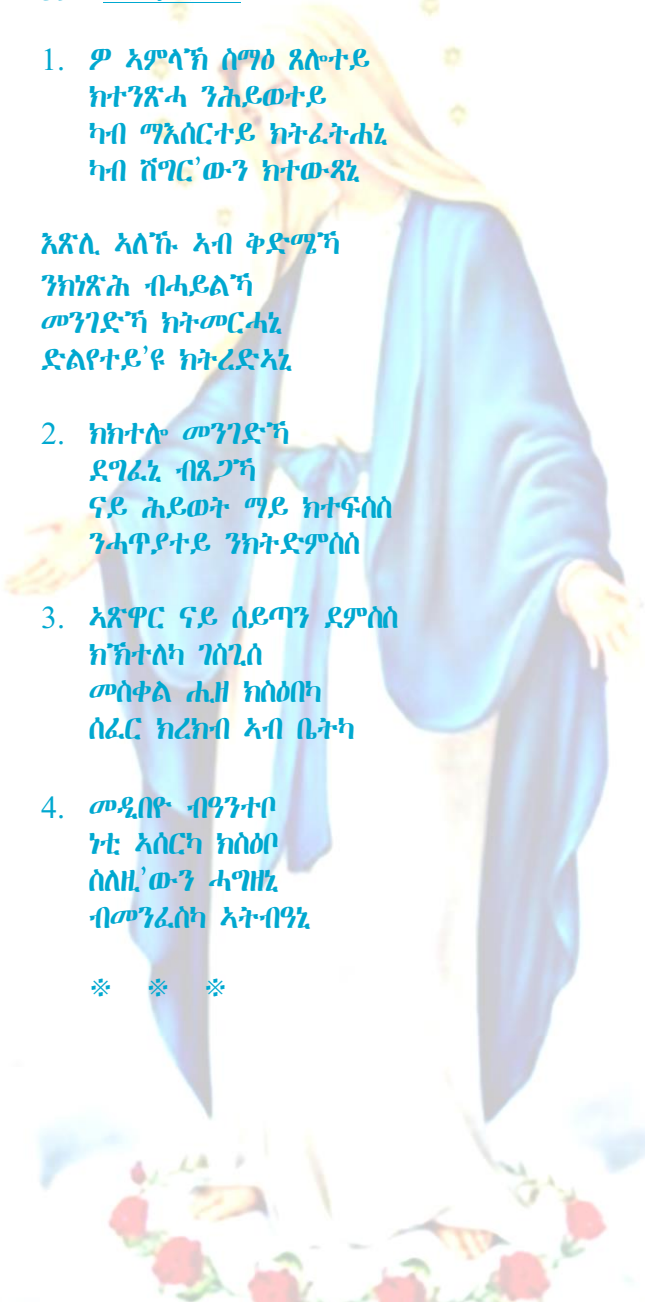 1. ዎ ኣምላኽ ስማዕ ጸሎተይ
ክተንጽሓ ንሕይወተይ
ካብ ማእሰርተይ ክትፈትሐኒ
ካብ ሸግር'ውን ክተውጻኒ
እጽሊ ኣለኹ ኣብ ቅድሜኻ
ንክነጽሕ ብሓይልኻ
መንገድኻ ክትመርሓኒ
ድልየተይ'ዩ ክትረድኣኒ
2. ክክተሎ መንገድኻ
ደግፈኒ ብጸጋኻ
ናይ ሕይወት ማይ ክተፍስስ
ንሓጥያተይ ንክትድምስስ
3. ኣጽዋር ናይ ሰይጣን ደምስስ
ክኽተለካ ገስጊሰ
መስቀል ሒዘ ክስዕበካ
ሰፈር ክረክብ ኣብ ቤትካ
4. መዲበዮ ብዓንተቦ
ነቲ ኣሰርካ ክስዕቦ
ስለዚ'ውን ሓግዘኒ
ብመንፈስካ ኣትብዓኒ
※ ※ ※